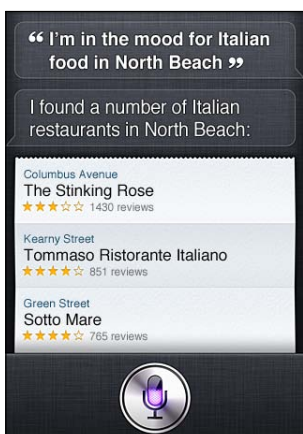 “ I’m in the mood for Italian
food in North Beach ”
I found a number of Italian
restaurants in North Beach:
Columbus Avenue
The Stinking Rose
1430 reviews
Kearny Street
Tommaso Ristorante Italiano
851 reviews
Green Street
Sotto Mare
765 reviews